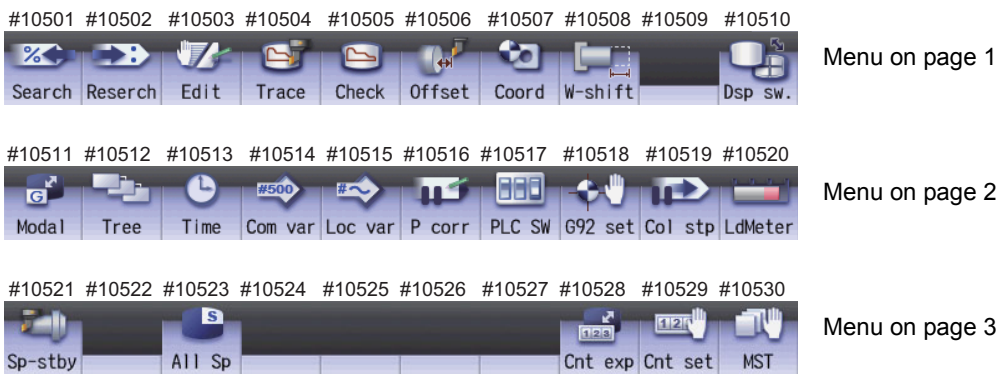 #10501 #10502 #10503 #10504 #10505 #10506 #10507 #10508 #10509 #10510
%
Menu on page 1
Search Reserch Edit Trace Check Offset Coord W-shift Dsp sw.
#10511 #10512 #10513 #10514 #10515 #10516 #10517 #10518 #10519 #10520
G #500 #
Menu on page 2
Modal Tree Time Com var Loc var P corr PLC SW G92 set Col stp LdMeter
#10521 #10522 #10523 #10524 #10525 #10526 #10527 #10528 #10529 #10530
S 123 12
Menu on page 3
Sp-stby All Sp Cnt exp Cnt set MST